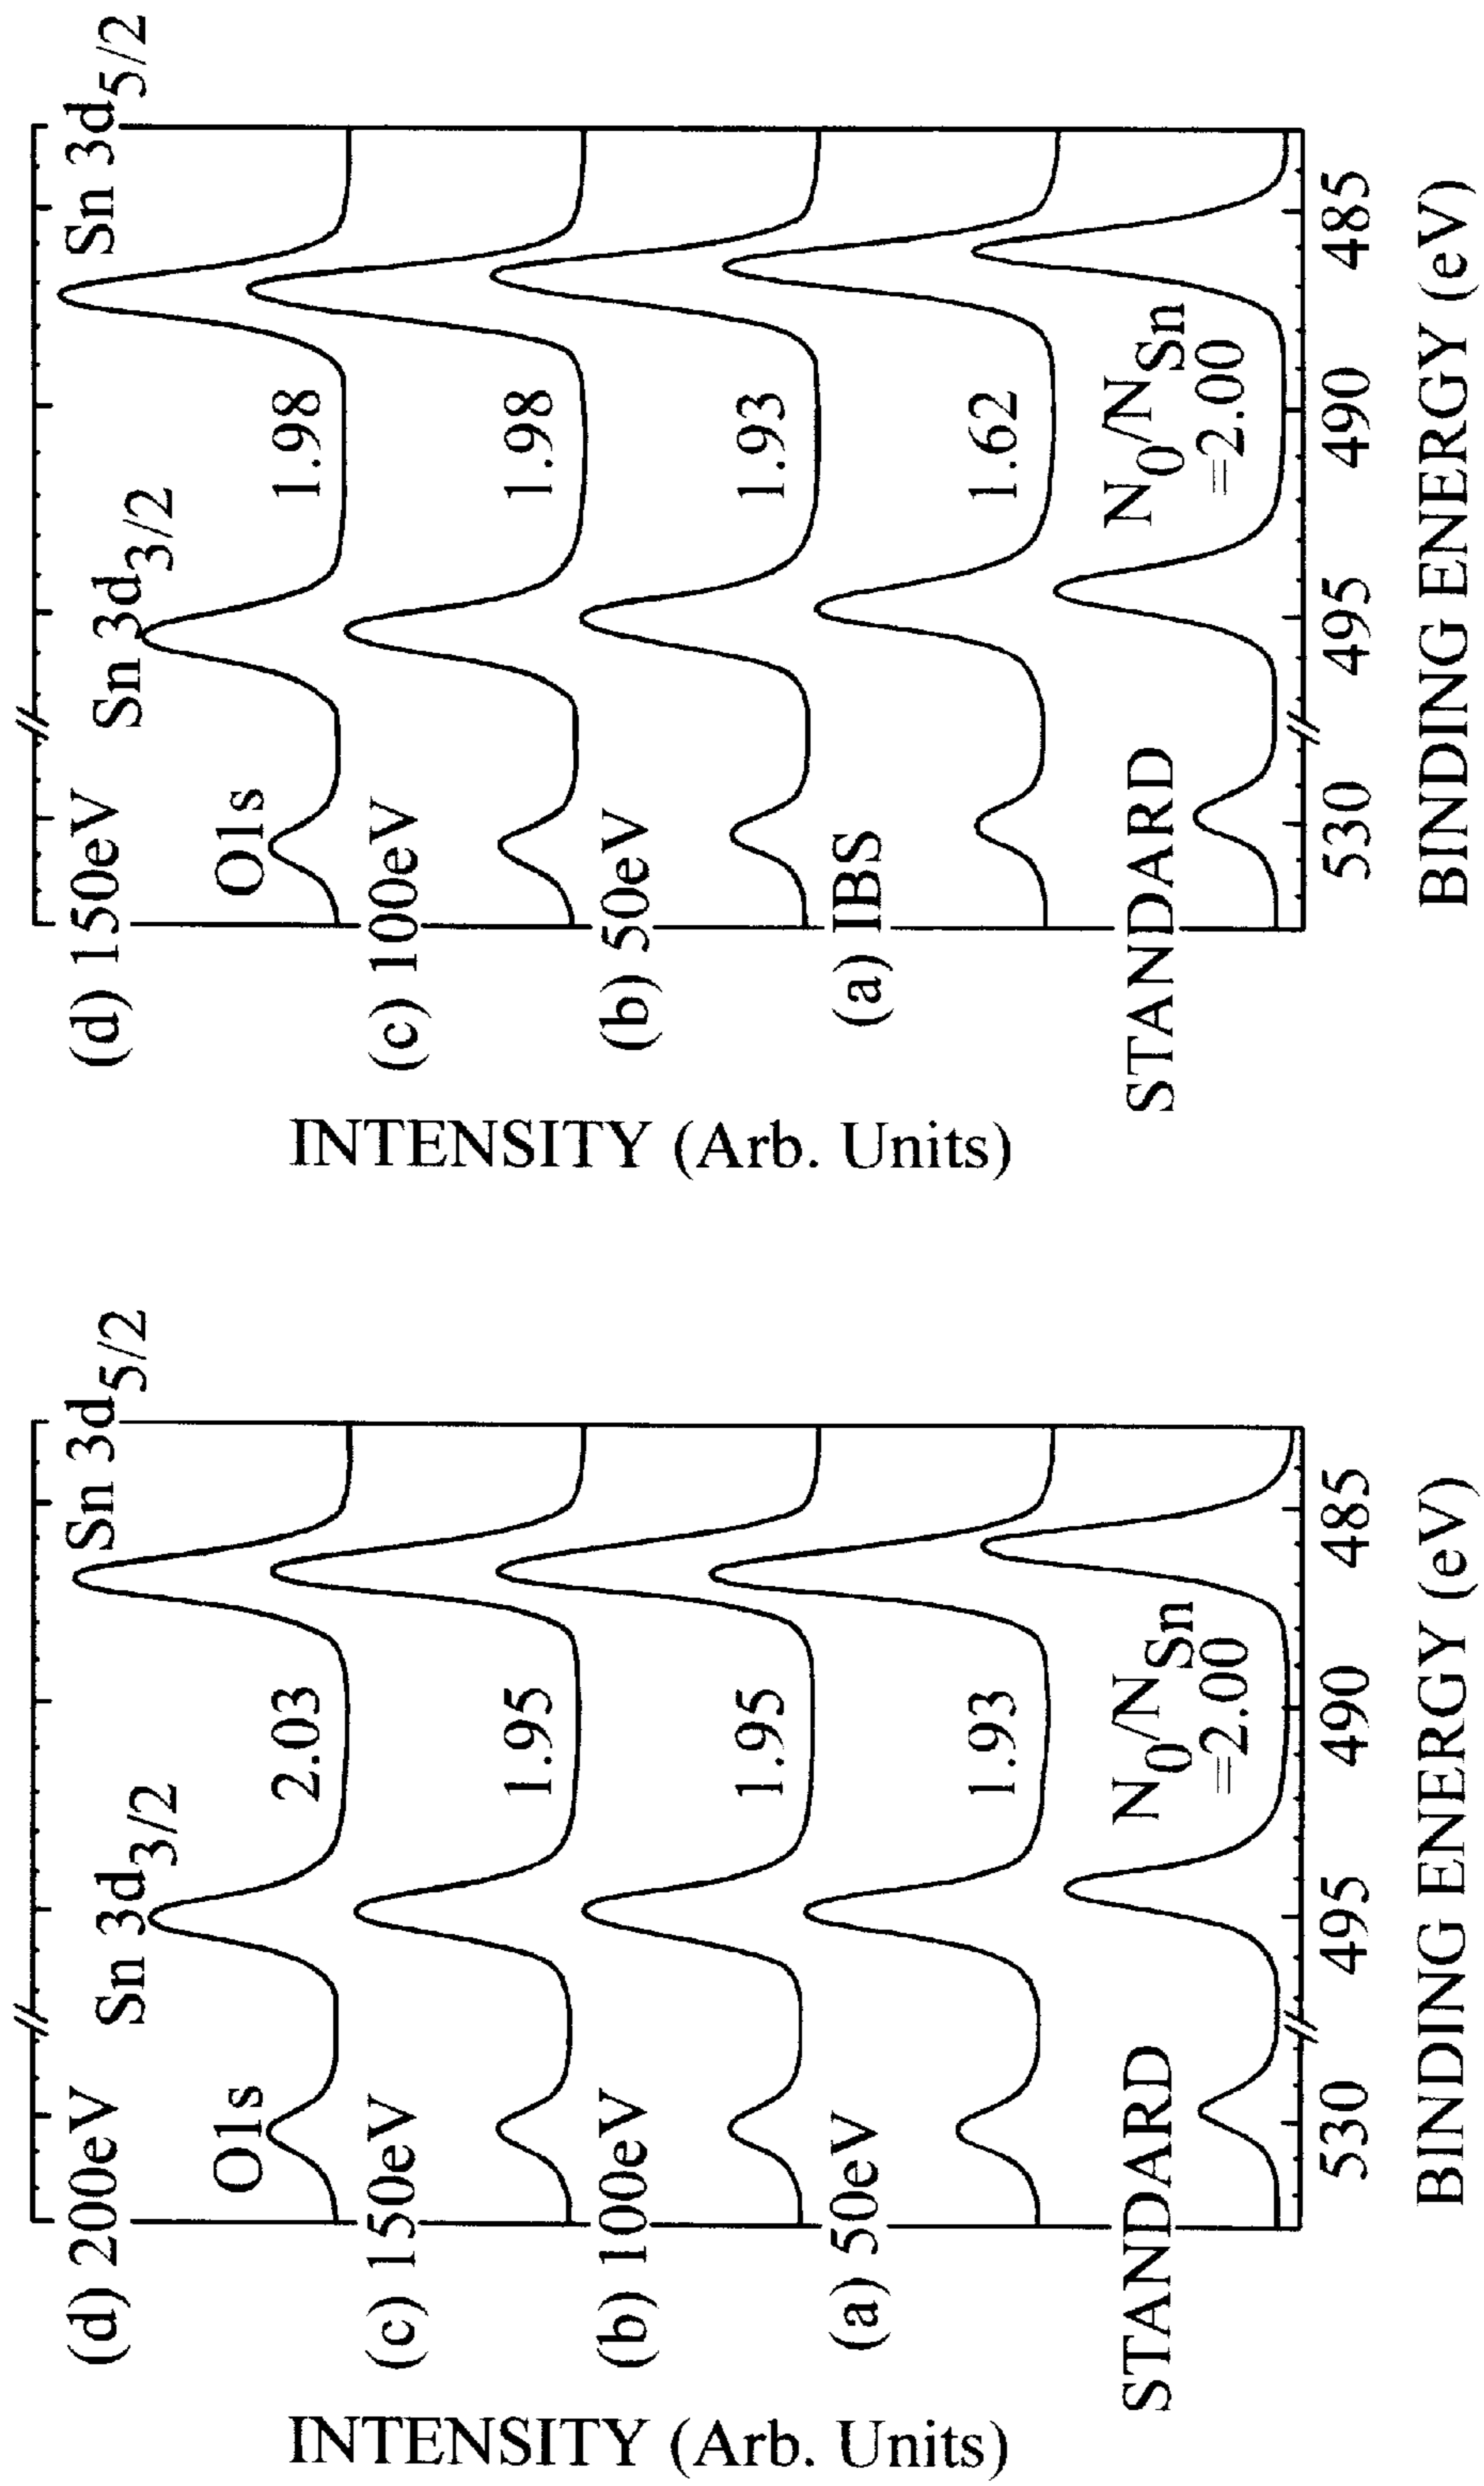 Sn 3d5/2
Sn 3d3/2
(d) 200eV
O1s
2.03
(c) 150eV
1.95
(b) 100eV
1.95
(a) 50eV
1.93
STANDARD
N0/NSn
=2.00
INTENSITY (Arb. Units)
530 495 490 485
BINDING ENERGY (eV)
Sn 3d5/2
Sn 3d3/2
(d) 150eV
O1s
1.98
(c) 100eV
1.98
(b) 50eV
1.93
(a) IBS
1.62
STANDARD
N0/NSn
=2.00
INTENSITY (Arb. Units)
530 495 490 485
BINDING ENERGY (eV)